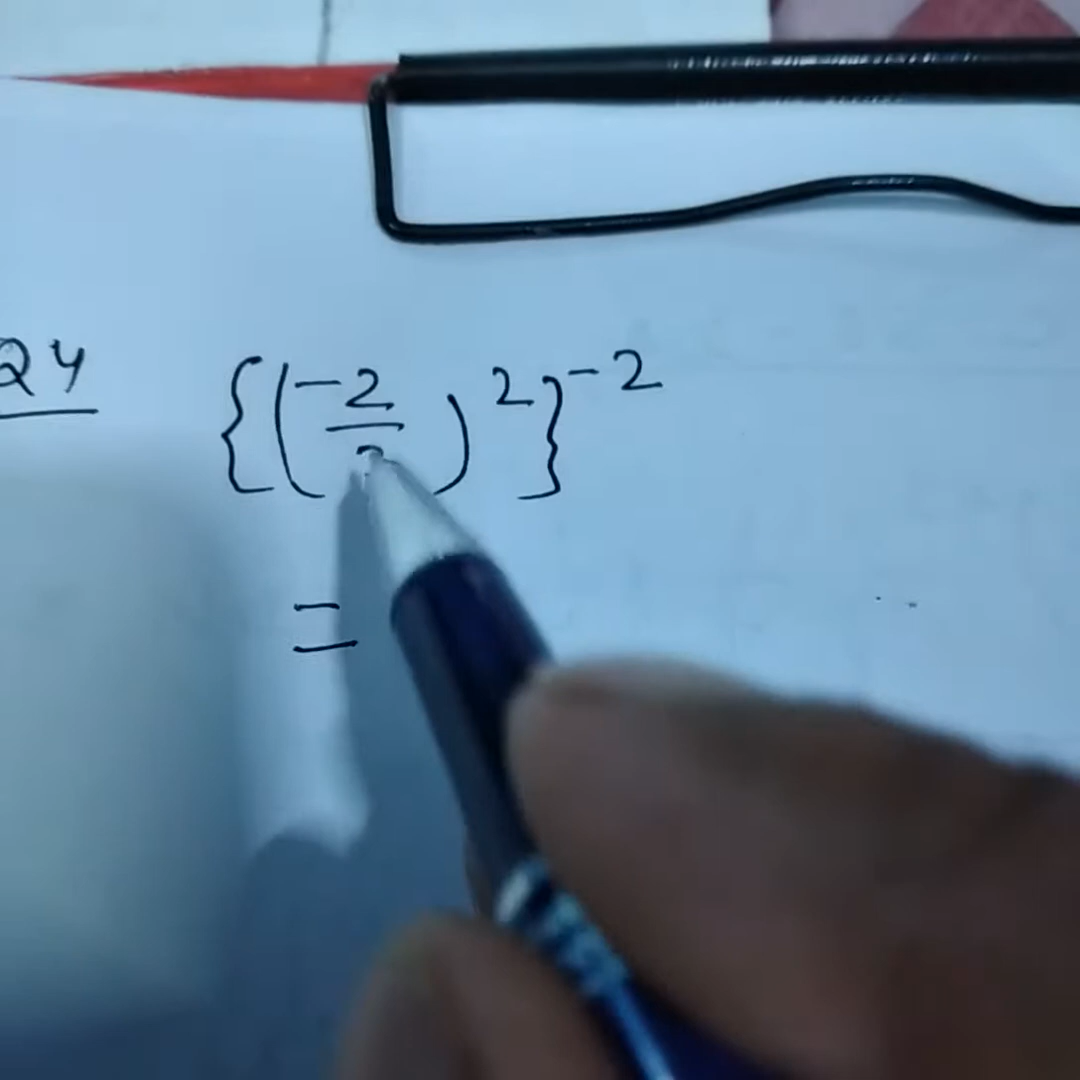 Q4 {(-2/)²}⁻²
=